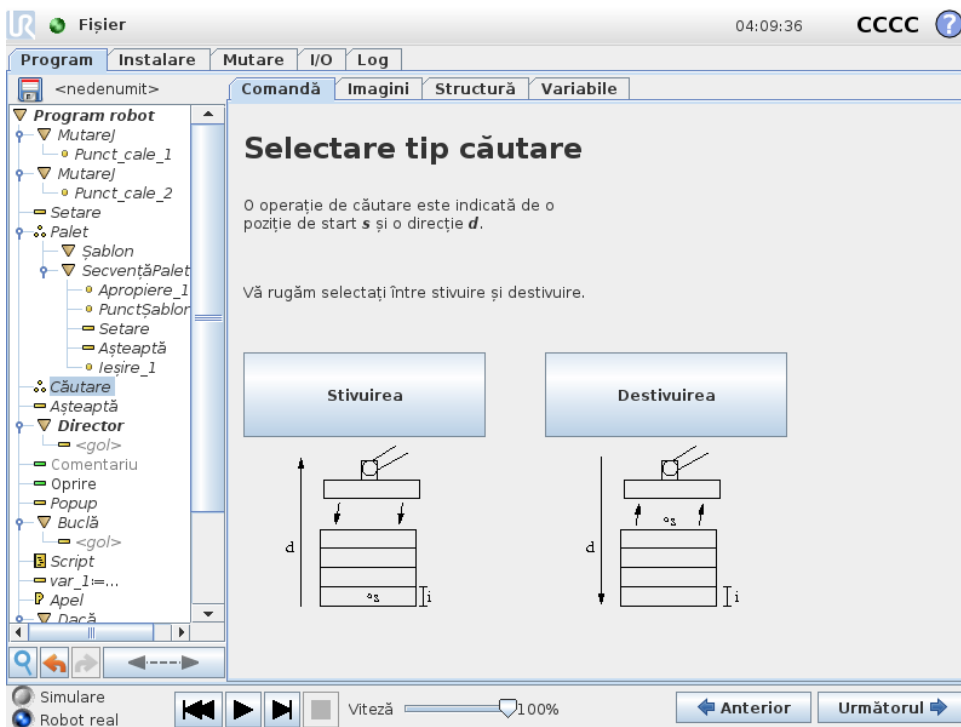 UR Fișier 04:09:36 CCCC ?
Program Instalare Mutare I/O Log
<nedenumit>
Comandă Imagini Structură Variabile
Program robot
MutareJ
Punct_cale_1
MutareJ
Punct_cale_2
Setare
Palet
Șablon
SecvențăPalet
Apropiere_1
PunctȘablon
Setare
Așteaptă
Ieșire_1
Căutare
Așteaptă
Director
<gol>
Comentariu
Oprire
Popup
Buclă
<gol>
Script
var_1:=...
Apel
Dacă
Selectare tip căutare
O operație de căutare este indicată de o
poziție de start s și o direcție d.
Vă rugăm selectați între stivuire și destivuire.
Stivuirea
Destivuirea
d
s
i
d
s
i
Simulare
Robot real
Viteză 100%
Anterior
Următorul